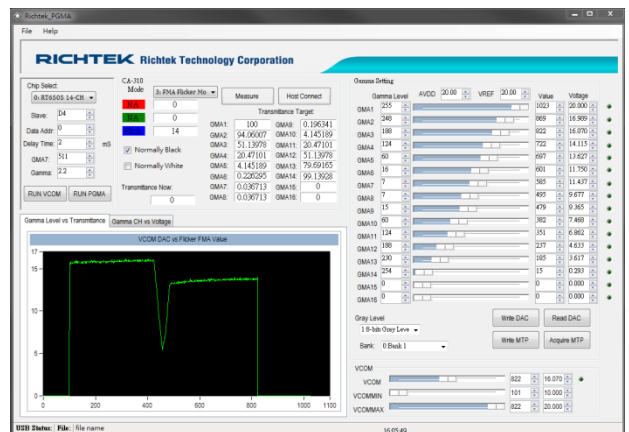 Richtek_PGMA
File Help
RICHTEK Richtek Technology Corporation
Chip Select:
0: RT6505 14-CH
Slave: D4
Data Addr: 0
Delay Time: 2 mS
GMA7: 511
Gamma: 2.2
RUN VCOM RUN PGMA
CA-310
Mode 3: FMA Flicker Mo
NA 0
NA 0
14
Normally Black
Normally White
Transmittance Now:
0
Measure Host Connect
Transmittance Target:
GMA1: 100 GMA9: 0.196341
GMA2: 94.06007 GMA10: 4.145189
GMA3: 51.13978 GMA11: 20.47101
GMA4: 20.47101 GMA12: 51.13978
GMA5: 4.145189 GMA13: 79.69165
GMA6: 0.226295 GMA14: 99.13928
GMA7: 0.036713 GMA15: 0
GMA8: 0.036713 GMA16: 0
Gamma Setting
Gamma Level AVDD 20.00 VREF 20.00 Value Voltage
GMA1 255 1023 20.000
GMA2 248 869 16.989
GMA3 188 822 16.070
GMA4 124 722 14.115
GMA5 60 697 13.627
GMA6 16 601 11.750
GMA7 7 585 11.437
GMA8 7 495 9.677
GMA9 15 479 9.365
GMA10 60 382 7.468
GMA11 124 351 6.862
GMA12 188 237 4.633
GMA13 230 185 3.617
GMA14 254 15 0.293
GMA15 0 0 0.000
GMA16 0 0 0.000
Gray Level
1:8-bits Gray Leve
Bank: 0:Bank 1
Write DAC Read DAC
Write MTP Acquire MTP
VCOM
VCOM 822 16.070
VCOMMIN 101 10.000
VCOMMAX 822 20.000
Gamma Level vs Transmittance Gamma CH vs Voltage
VCOM DAC vs Flicker FMA Value
17
15
10
5
0
0 200 400 600 800 1000 1100
USB Status: File: file name 16:05:49